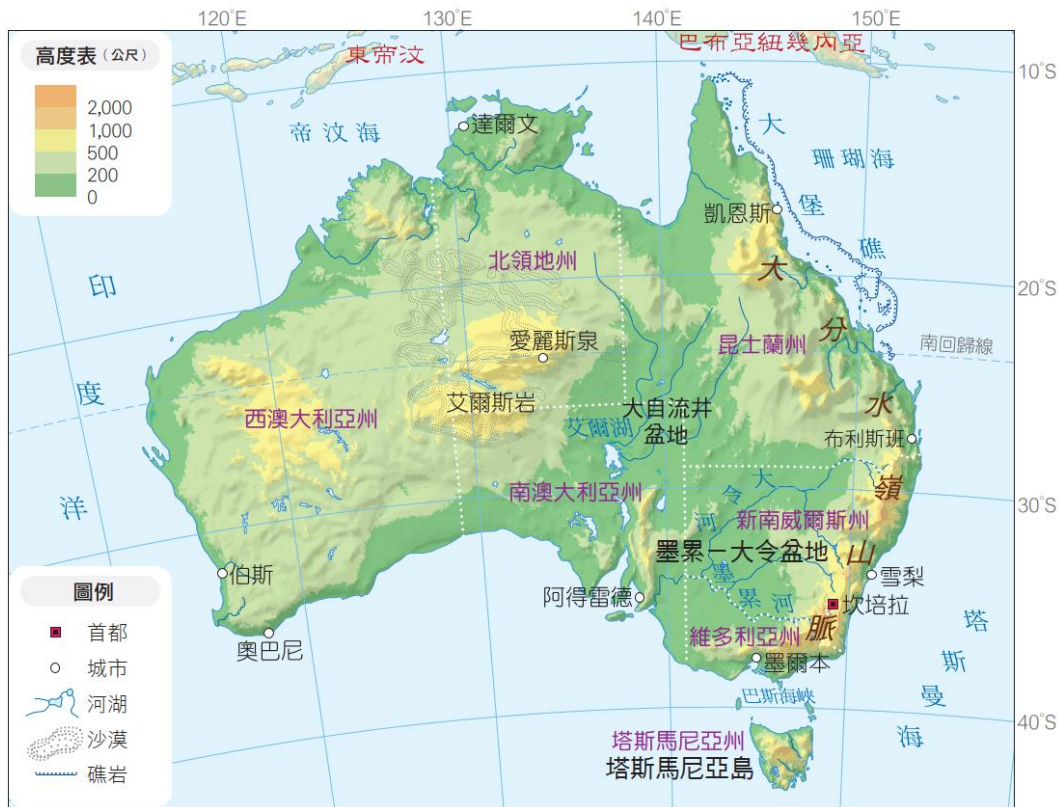 120°E
130°E
140°E
150°E
高度表（公尺）
2,000
1,000
500
200
0
東帝汶
巴布亞紐幾內亞
10°S
帝汶海
達爾文
大堡礁
珊瑚海
凱恩斯
北領地州
20°S
印度洋
大分水嶺山脈
昆士蘭州
南回歸線
愛麗斯泉
艾爾斯岩
西澳大利亞州
大自流井
盆地
艾爾湖
布利斯班
南澳大利亞州
大令河
新南威爾斯州
30°S
墨累－大令盆地
墨累河
雪梨
伯斯
阿得雷德
坎培拉
奧巴尼
維多利亞州
墨爾本
塔斯曼海
巴斯海峽
40°S
塔斯馬尼亞州
塔斯馬尼亞島
圖例
首都
城市
河湖
沙漠
礁岩